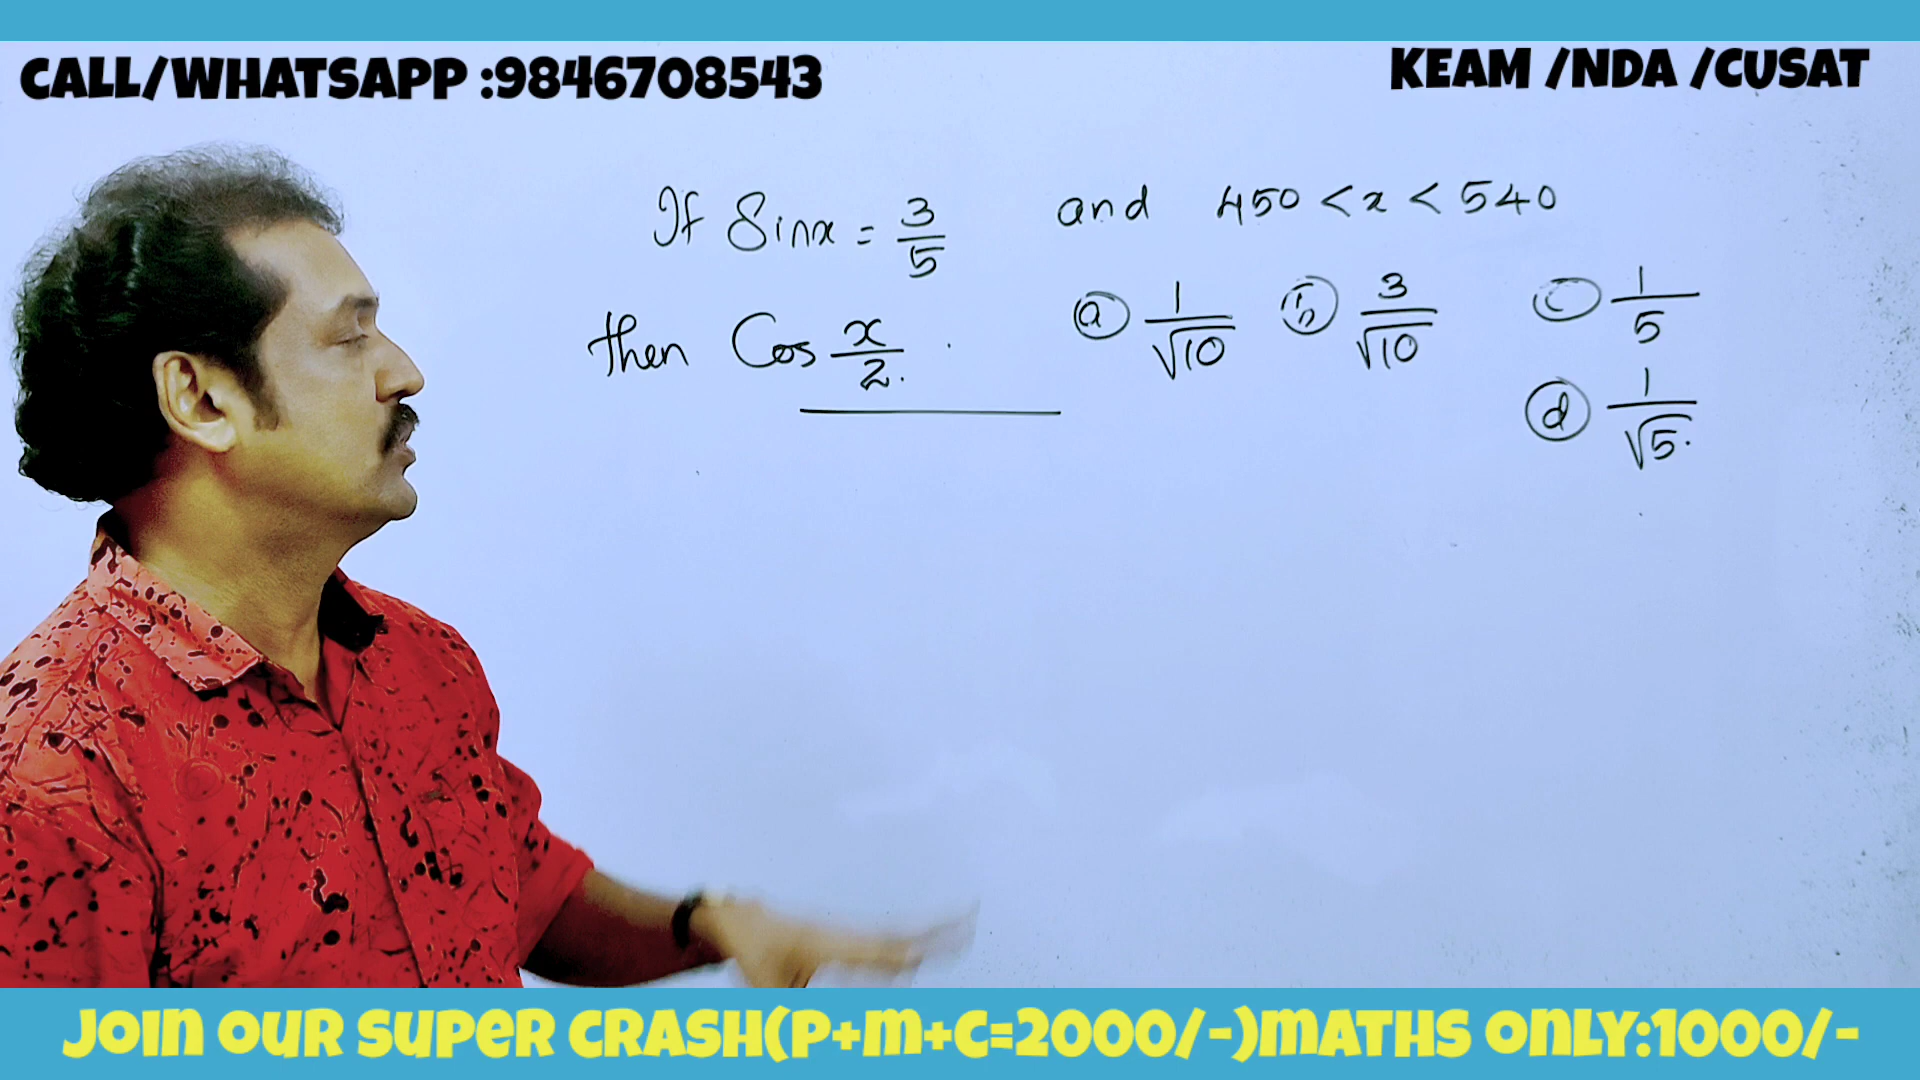 CALL/WHATSAPP :9846708543
KEAM /NDA /CUSAT
If Sinx = 3/5 and 450 < x < 540
then Cos x/2 .
(a) 1/√10 (b) 3/√10 (c) 1/5
(d) 1/√5.
JOIN OUR SUPER CRASH(P+M+C=2000/-)MATHS ONLY:1000/-